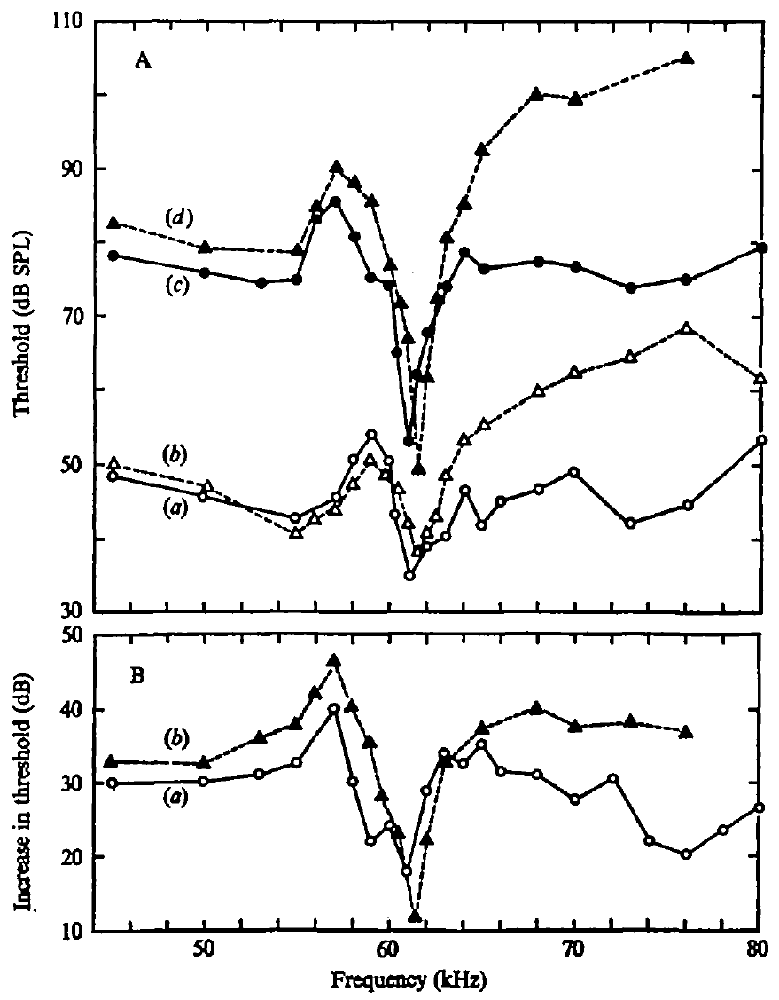 110
A
90
(d)
(c)
Threshold (dB SPL)
70
(b)
50
(a)
30
50
B
40
(b)
Increase in threshold (dB)
30
(a)
20
10
50 60 70 80
Frequency (kHz)